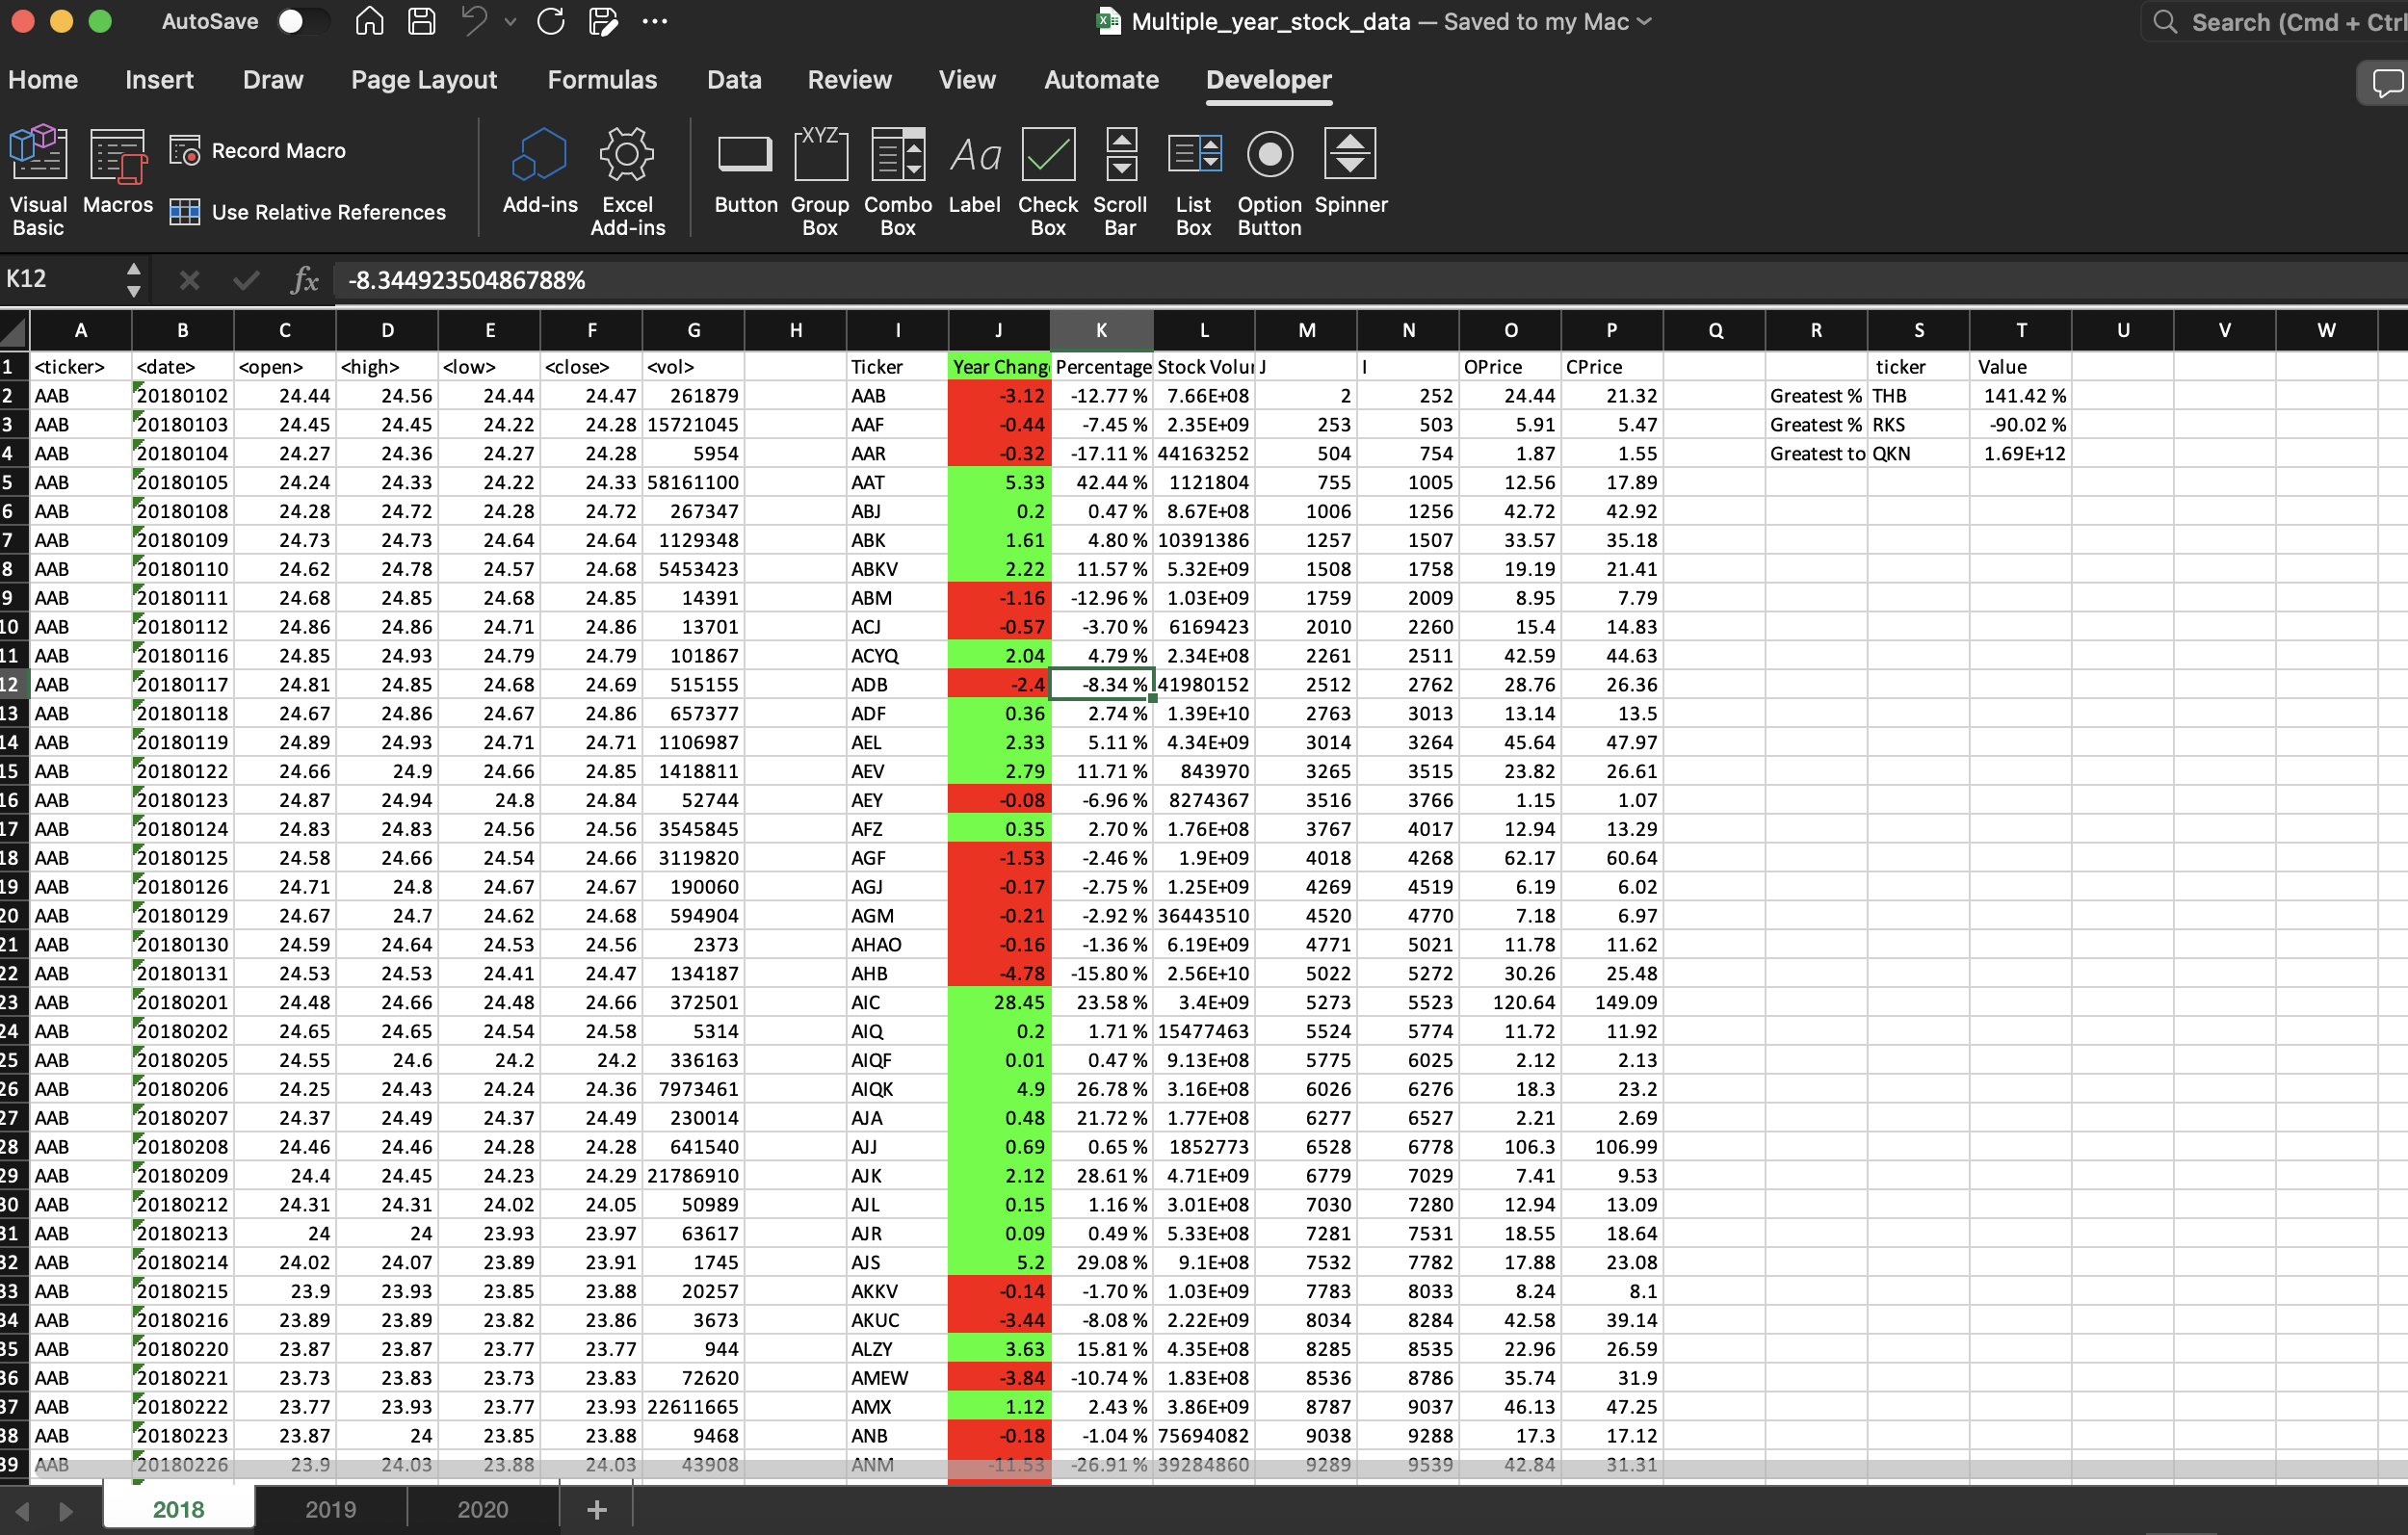 AutoSave
Multiple_year_stock_data — Saved to my Mac
Search (Cmd + Ctrl
Home Insert Draw Page Layout Formulas Data Review View Automate Developer
Visual Basic Macros Record Macro Use Relative References Add-ins Excel Add-ins Button Group Box Combo Box Label Check Box Scroll Bar List Box Option Button Spinner
XYZ Aa
K12 fx -8.34492350486788%
A B C D E F G H I J K L M N O P Q R S T U V W
1 <ticker> <date> <open> <high> <low> <close> <vol> Ticker Year Chang Percentage Stock Volu J I OPrice CPrice ticker Value
2 AAB 20180102 24.44 24.56 24.44 24.47 261879 AAB -3.12 -12.77 % 7.66E+08 2 252 24.44 21.32 Greatest % THB 141.42 %
3 AAB 20180103 24.45 24.45 24.22 24.28 15721045 AAF -0.44 -7.45 % 2.35E+09 253 503 5.91 5.47 Greatest % RKS -90.02 %
4 AAB 20180104 24.27 24.36 24.27 24.28 5954 AAR -0.32 -17.11 % 44163252 504 754 1.87 1.55 Greatest to QKN 1.69E+12
5 AAB 20180105 24.24 24.33 24.22 24.33 58161100 AAT 5.33 42.44 % 1121804 755 1005 12.56 17.89
6 AAB 20180108 24.28 24.72 24.28 24.72 267347 ABJ 0.2 0.47 % 8.67E+08 1006 1256 42.72 42.92
7 AAB 20180109 24.73 24.73 24.64 24.64 1129348 ABK 1.61 4.80 % 10391386 1257 1507 33.57 35.18
8 AAB 20180110 24.62 24.78 24.57 24.68 5453423 ABKV 2.22 11.57 % 5.32E+09 1508 1758 19.19 21.41
9 AAB 20180111 24.68 24.85 24.68 24.85 14391 ABM -1.16 -12.96 % 1.03E+09 1759 2009 8.95 7.79
10 AAB 20180112 24.86 24.86 24.71 24.86 13701 ACJ -0.57 -3.70 % 6169423 2010 2260 15.4 14.83
11 AAB 20180116 24.85 24.93 24.79 24.79 101867 ACYQ 2.04 4.79 % 2.34E+08 2261 2511 42.59 44.63
12 AAB 20180117 24.81 24.85 24.68 24.69 515155 ADB -2.4 -8.34 % 41980152 2512 2762 28.76 26.36
13 AAB 20180118 24.67 24.86 24.67 24.86 657377 ADF 0.36 2.74 % 1.39E+10 2763 3013 13.14 13.5
14 AAB 20180119 24.89 24.93 24.71 24.71 1106987 AEL 2.33 5.11 % 4.34E+09 3014 3264 45.64 47.97
15 AAB 20180122 24.66 24.9 24.66 24.85 1418811 AEV 2.79 11.71 % 843970 3265 3515 23.82 26.61
16 AAB 20180123 24.87 24.94 24.8 24.84 52744 AEY -0.08 -6.96 % 8274367 3516 3766 1.15 1.07
17 AAB 20180124 24.83 24.83 24.56 24.56 3545845 AFZ 0.35 2.70 % 1.76E+08 3767 4017 12.94 13.29
18 AAB 20180125 24.58 24.66 24.54 24.66 3119820 AGF -1.53 -2.46 % 1.9E+09 4018 4268 62.17 60.64
19 AAB 20180126 24.71 24.8 24.67 24.67 190060 AGJ -0.17 -2.75 % 1.25E+09 4269 4519 6.19 6.02
20 AAB 20180129 24.67 24.7 24.62 24.68 594904 AGM -0.21 -2.92 % 36443510 4520 4770 7.18 6.97
21 AAB 20180130 24.59 24.64 24.53 24.56 2373 AHAO -0.16 -1.36 % 6.19E+09 4771 5021 11.78 11.62
22 AAB 20180131 24.53 24.53 24.41 24.47 134187 AHB -4.78 -15.80 % 2.56E+10 5022 5272 30.26 25.48
23 AAB 20180201 24.48 24.66 24.48 24.66 372501 AIC 28.45 23.58 % 3.4E+09 5273 5523 120.64 149.09
24 AAB 20180202 24.65 24.65 24.54 24.58 5314 AIQ 0.2 1.71 % 15477463 5524 5774 11.72 11.92
25 AAB 20180205 24.55 24.6 24.2 24.2 336163 AIQF 0.01 0.47 % 9.13E+08 5775 6025 2.12 2.13
26 AAB 20180206 24.25 24.43 24.24 24.36 7973461 AIQK 4.9 26.78 % 3.16E+08 6026 6276 18.3 23.2
27 AAB 20180207 24.37 24.49 24.37 24.49 230014 AJA 0.48 21.72 % 1.77E+08 6277 6527 2.21 2.69
28 AAB 20180208 24.46 24.46 24.28 24.28 641540 AJJ 0.69 0.65 % 1852773 6528 6778 106.3 106.99
29 AAB 20180209 24.4 24.45 24.23 24.29 21786910 AJK 2.12 28.61 % 4.71E+09 6779 7029 7.41 9.53
30 AAB 20180212 24.31 24.31 24.02 24.05 50989 AJL 0.15 1.16 % 3.01E+08 7030 7280 12.94 13.09
31 AAB 20180213 24 24 23.93 23.97 63617 AJR 0.09 0.49 % 5.33E+08 7281 7531 18.55 18.64
32 AAB 20180214 24.02 24.07 23.89 23.91 1745 AJS 5.2 29.08 % 9.1E+08 7532 7782 17.88 23.08
33 AAB 20180215 23.9 23.93 23.85 23.88 20257 AKKV -0.14 -1.70 % 1.03E+09 7783 8033 8.24 8.1
34 AAB 20180216 23.89 23.89 23.82 23.86 3673 AKUC -3.44 -8.08 % 2.22E+09 8034 8284 42.58 39.14
35 AAB 20180220 23.87 23.87 23.77 23.77 944 ALZY 3.63 15.81 % 4.35E+08 8285 8535 22.96 26.59
36 AAB 20180221 23.73 23.83 23.73 23.83 72620 AMEW -3.84 -10.74 % 1.83E+08 8536 8786 35.74 31.9
37 AAB 20180222 23.77 23.93 23.77 23.93 22611665 AMX 1.12 2.43 % 3.86E+09 8787 9037 46.13 47.25
38 AAB 20180223 23.87 24 23.85 23.88 9468 ANB -0.18 -1.04 % 75694082 9038 9288 17.3 17.12
39 AAB 20180226 23.9 24.03 23.88 24.03 43908 ANM -11.53 -26.91 % 39284860 9289 9539 42.84 31.31
2018 2019 2020 +